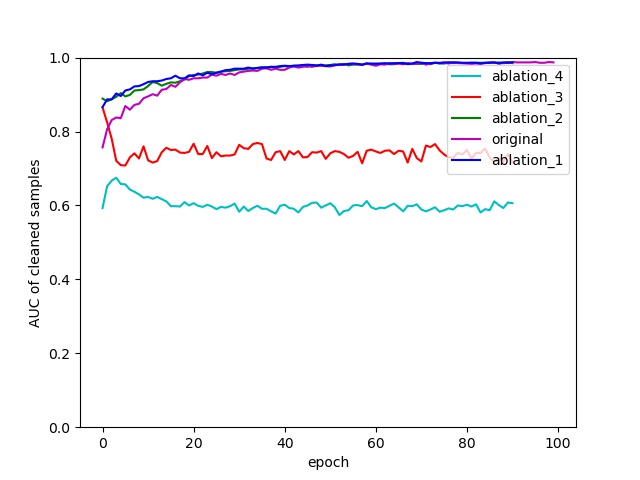 1.0
0.8
0.6
0.4
0.2
0.0
AUC of cleaned samples
0 20 40 60 80 100
epoch
ablation_4
ablation_3
ablation_2
original
ablation_1